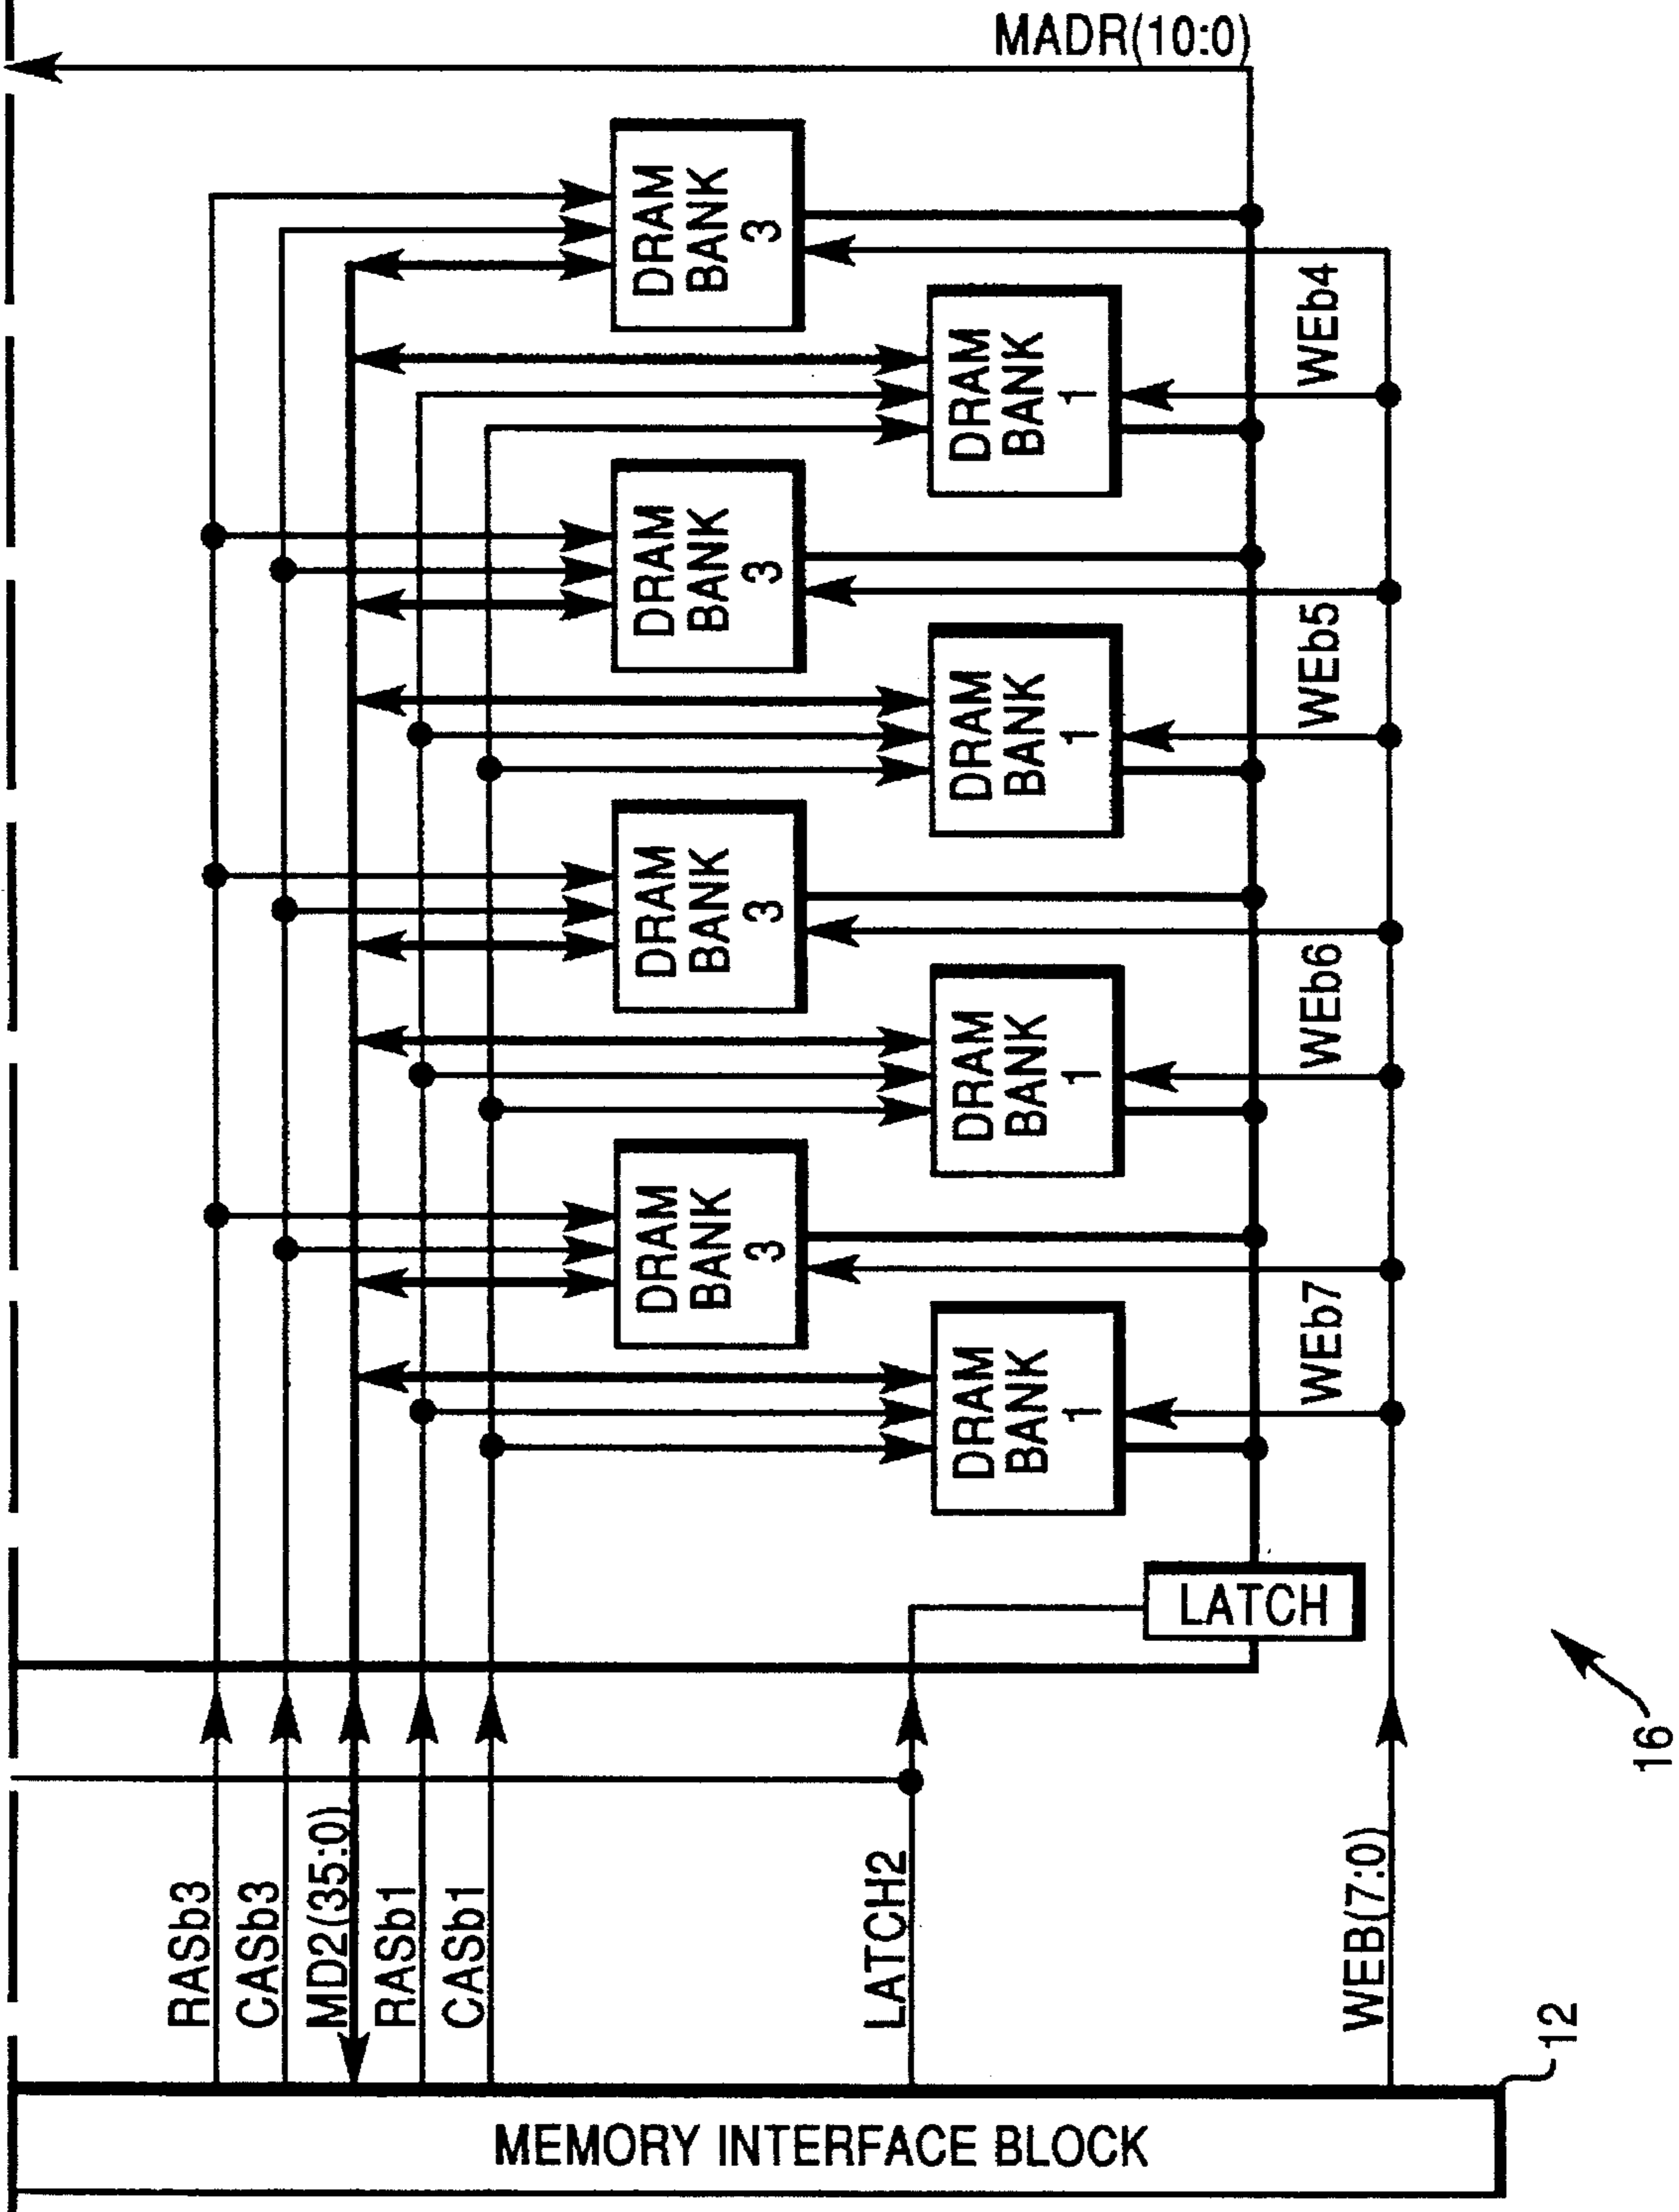 MADR(10:0)
DRAM
BANK
3
DRAM
BANK
1
WEb4
DRAM
BANK
3
DRAM
BANK
1
WEb5
DRAM
BANK
3
DRAM
BANK
1
WEb6
DRAM
BANK
3
DRAM
BANK
1
WEb7
LATCH
16
RASb3
CASb3
MD2(35:0)
RASb1
CASb1
LATCH2
WEB(7:0)
12
MEMORY INTERFACE BLOCK